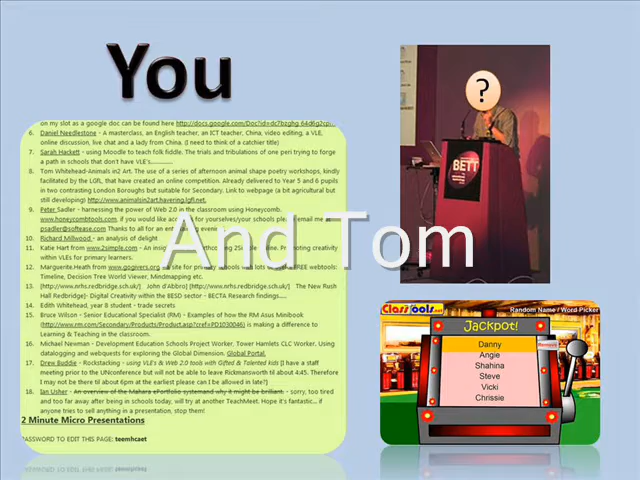 You
on my slot as a google doc can be found here http://docs.google.com/Doc?id=dc7bzghg_64d6g2cpj...
6. Daniel Needlestone - A masterclass, an English teacher, an ICT teacher, China, video editing, a VLE,
online discussion, live chat and a lady from China. (I need to think of a catchier title)
7. Sarah Hackett - using Moodle to teach folk fiddle. The trials and tribulations of one peri trying to forge
a path in schools that don't have VLE's...............
8. Tom Whitehead-Animals in2 Art. The use of a series of afternoon animal shape poetry workshops, kindly
facilitated by the LGfL, that have created an online competition. Already delivered to Year 5 and 6 pupils
in two contrasting London Boroughs but suitable for Secondary. Link to webpage (a bit agricultural but
still developing) http://www.animalsin2art.havering.lgfl.net.
9. Peter Sadler - harnessing the power of Web 2.0 in the classroom using Honeycomb.
www.honeycombtools.com, if you would like accounts for yourselves/your schools please email me at
psadler@softease.com Thanks to all for an entertaining evening
10. Richard Millwood - an analysis of delight
11. Katie Hart from www.2simple.com - An insight forthcoming 2Simple online. Promoting creativity
within VLEs for primary learners.
12. Marguerite.Heath from www.gogivers.org site for primary schools lots of FREE webtools:
Timeline, Decision Tree World Viewer, Mindmapping etc.
13. [http://www.nrhs.redbridge.sch.uk/] John d'Abbro] [http://www.nrhs.redbridge.sch.uk/] The New Rush
Hall Redbridge)- Digital Creativity within the BESD sector - BECTA Research findings.....
14. Edith Whitehead, year 8 student - trade secrets
15. Bruce Wilson - Senior Educational Specialist (RM) - Examples of how the RM Asus Minibook
(http://www.rm.com/Secondary/Products/Product.asp?cref=PD1030046) is making a difference to
Learning & Teaching in the classroom.
16. Michael Newman - Development Education Schools Project Worker, Tower Hamlets CLC Worker. Using
datalogging and webquests for exploring the Global Dimension. Global Portal.
17. Drew Buddie - Rockstacking - using VLEs & Web 2.0 tools with Gifted & Talented kids [I have a staff
meeting prior to the UNconference but will not be able to leave Rickmansworth til about 4:45. Therefore
I may not be there til about 6pm at the earliest please can I be allowed in late?]
18. Ian Usher - An overview of the Mahara ePortfolio system and why it might be brilliant. - sorry, too tired
and too far away after being in schools today, will try at another TeachMeet. Hope it's fantastic... if
anyone tries to sell anything in a presentation, stop them!
2 Minute Micro Presentations
PASSWORD TO EDIT THIS PAGE: teemhcaet
And Tom
?
BETT
ClassTools.net
Random Name / Word Picker
Jackpot!
Danny
Angie
Shahina
Steve
Vicki
Chrissie